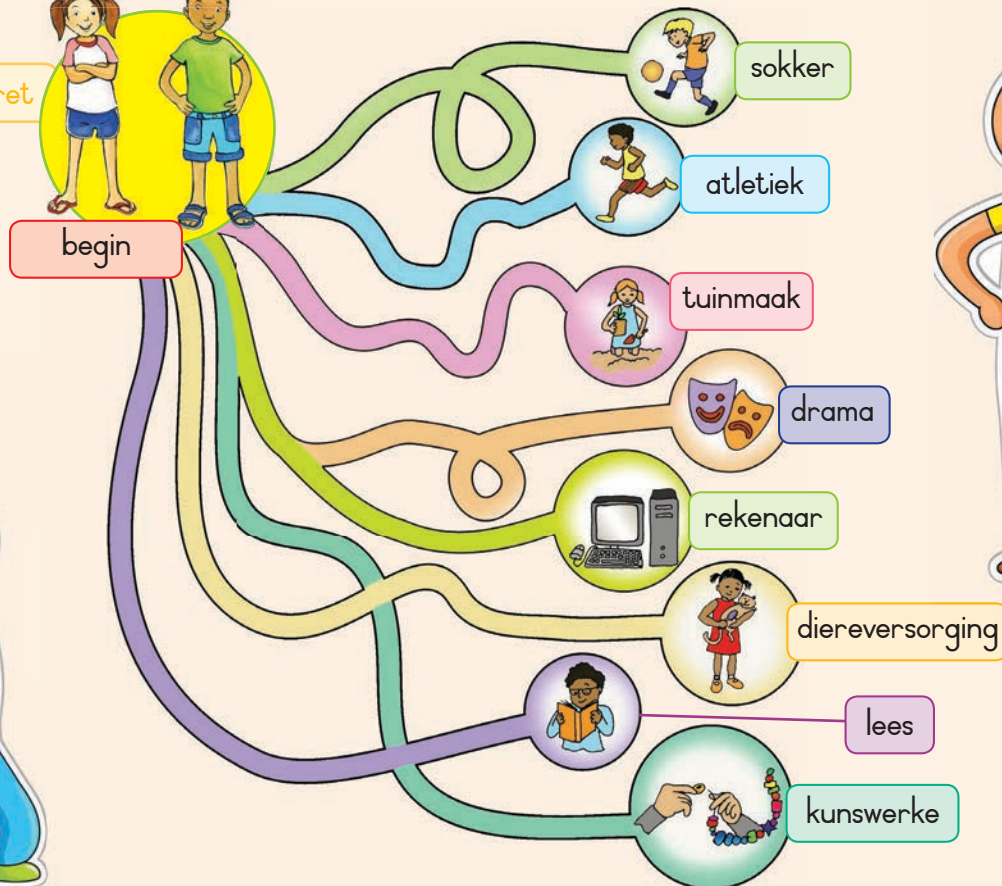 sokker
atletiek
begin
tuinmaak
drama
rekenaar
diereversorging
lees
kunswerke